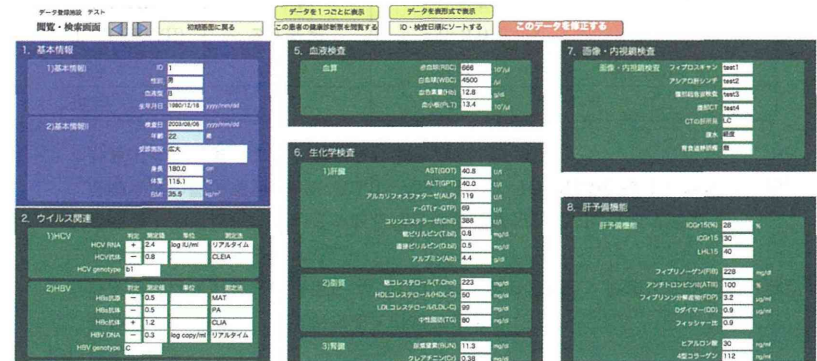 データ登録施設 テスト
閲覧・検索画面
初期画面に戻る
データを1つごとに表示
データを表形式で表示
この患者の健康診断票を閲覧する
ID・検査日順にソートする
このデータを修正する
1. 基本情報
1)基本情報I
ID 1
性別 男
血液型 B
生年月日 1980/12/18 yyyy/mm/dd
2)基本情報II
検査日 2003/08/06 yyyy/mm/dd
年齢 22 歳
受診施設 広大
身長 180.0 cm
体重 115.1 kg
BMI 35.5 kg/m²
2. ウイルス関連
1)HCV
判定 測定値 単位 測定法
HCV RNA + 2.4 log IU/ml リアルタイム
HCV抗体 − 0.8 CLEIA
HCV genotype b1
2)HBV
判定 測定値 単位 測定法
HBs抗原 − 0.5 MAT
HBs抗体 − 0.5 PA
HBc抗体 + 1.2 CLIA
HBV DNA − 0.3 log copy/ml リアルタイム
HBV genotype C
5. 血液検査
血算
赤血球(RBC) 666
白血球(WBC) 4500 /μl
血色素量(Hb) 12.8 g/dl
血小板(PLT) 13.4
6. 生化学検査
1)肝臓
AST(GOT) 40.8 U/l
ALT(GPT) 40.0 U/l
アルカリフォスファターゼ(ALP) 119 U/l
γ-GT(γ-GTP) 69 U/l
コリンエステラーゼ(ChE) 388 U/l
総ビリルビン(T.bil) 0.8 mg/dl
直接ビリルビン(D.bil) 0.5 mg/dl
アルブミン(Alb) 4.4 g/dl
2)脂質
総コレステロール(T.Chol) 223 mg/dl
HDLコレステロール(HDL-C) 50 mg/dl
LDLコレステロール(LDL-C) 99 mg/dl
中性脂肪(TG) 80 mg/dl
3)腎臓
尿素窒素(BUN) 11.3 mg/dl
クレアチニン(Cr) 0.38 mg/dl
7. 画像・内視鏡検査
画像・内視鏡検査
フィブロスキャン test1
アシアロ肝シンチ test2
腹部超音波検査 test3
腹部CT test4
CTの肝所見 LC
腹水 軽度
胃食道静脈瘤 無
8. 肝予備機能
肝予備機能
ICGr15(%) 28 %
ICGr15 30
LHL15 40
フィブリノーゲン(FIB) 228 mg/dl
アンチトロンビンIII(ATIII) 100 %
フィブリン分解産物(FDP) 3.2 μg/ml
Dダイマー(DD) 0.9 μg/ml
フィッシャー比 0.9
ヒアルロン酸 30 ng/ml
4型コラーゲン 112 ng/ml